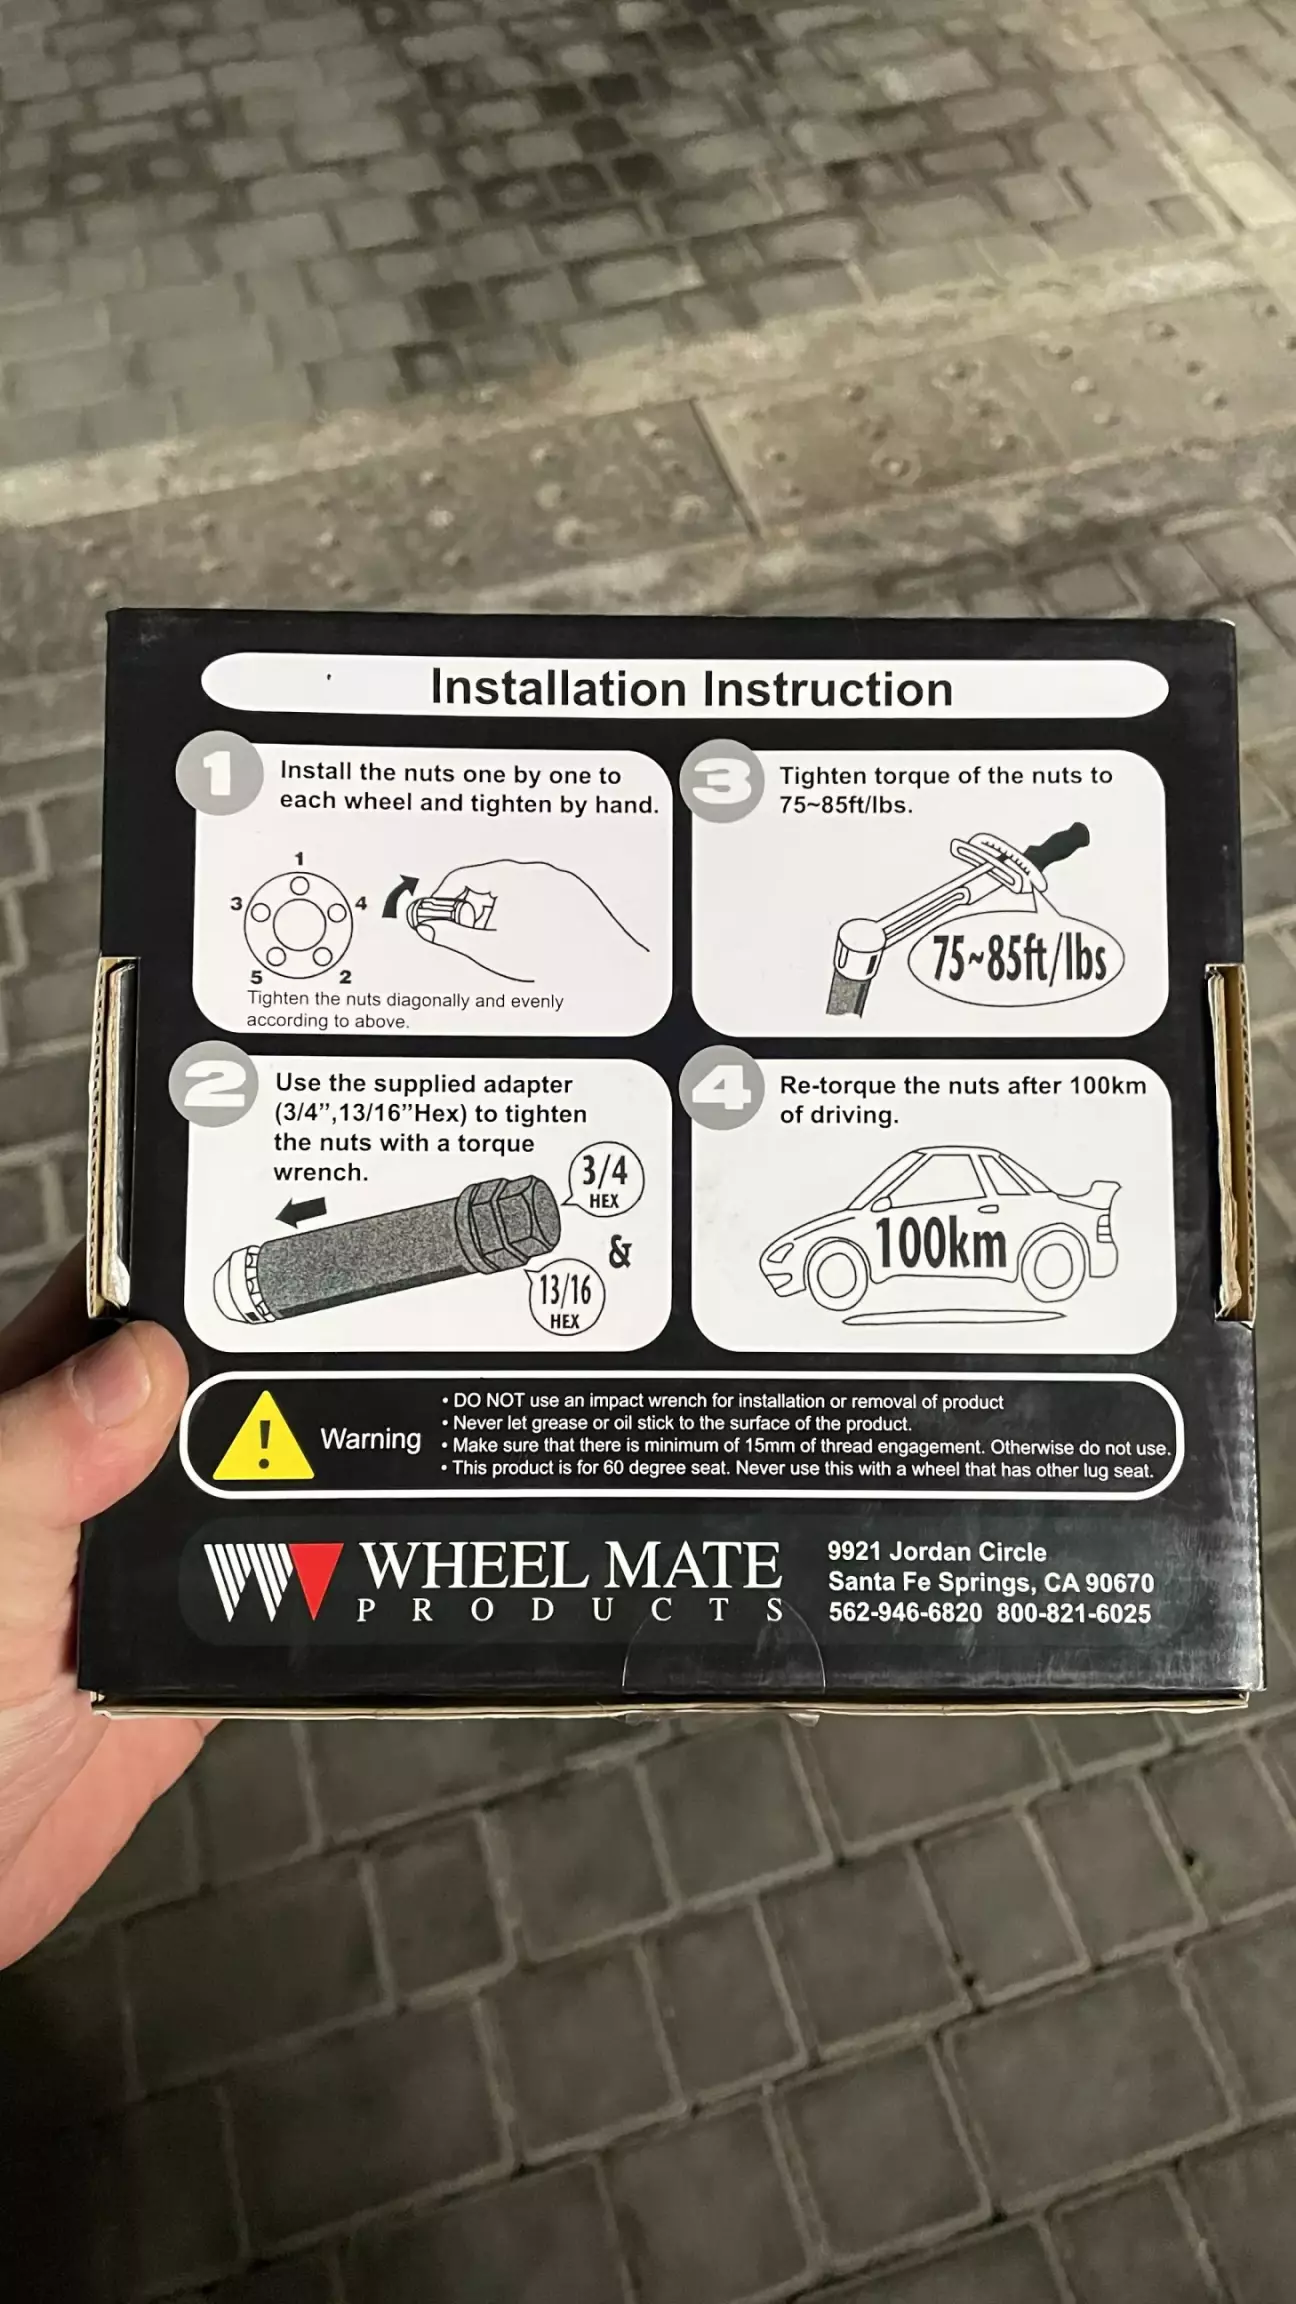 Installation Instruction
1
Install the nuts one by one to
each wheel and tighten by hand.
1
3
4
5
2
Tighten the nuts diagonally and evenly
according to above.
2
Use the supplied adapter
(3/4”,13/16”Hex) to tighten
the nuts with a torque
wrench.
3/4
HEX
&
13/16
HEX
3
Tighten torque of the nuts to
75~85ft/lbs.
75~85ft/lbs
4
Re-torque the nuts after 100km
of driving.
100km
Warning
• DO NOT use an impact wrench for installation or removal of product
• Never let grease or oil stick to the surface of the product.
• Make sure that there is minimum of 15mm of thread engagement. Otherwise do not use.
• This product is for 60 degree seat. Never use this with a wheel that has other lug seat.
WHEEL MATE
PRODUCTS
9921 Jordan Circle
Santa Fe Springs, CA 90670
562-946-6820 800-821-6025